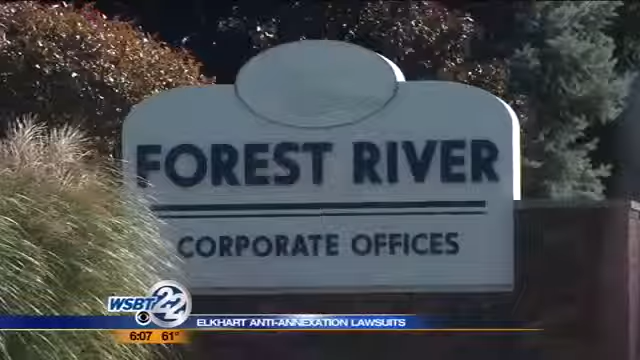 FOREST RIVER
CORPORATE OFFICES
WSBT 22
ELKHART ANTI-ANNEXATION LAWSUITS
6:07 61°